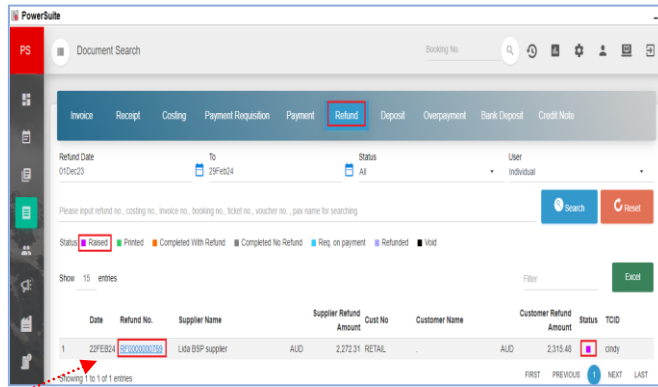 PowerSuite
PS Document Search Booking No.
Invoice Receipt Costing Payment Requisition Payment Refund Deposit Overpayment Bank Deposit Credit Note
Refund Date To Status User
01Dec23 29Feb24 All Individual
Please input refund no., costing no., invoice no., booking no., ticket no., voucher no. , pax name for searching Search Reset
Status Raised Printed Completed With Refund Completed No Refund Req. on payment Refunded Void
Show 15 entries Filter Excel
Date Refund No. Supplier Name Supplier Refund Amount Cust No Customer Name Customer Refund Amount Status TCID
1 22FEB24 RF0000000769 Lida BSP supplier AUD 2,272.31 RETAIL . AUD 2,315.48 cindy
Showing 1 to 1 of 1 entries FIRST PREVIOUS 1 NEXT LAST